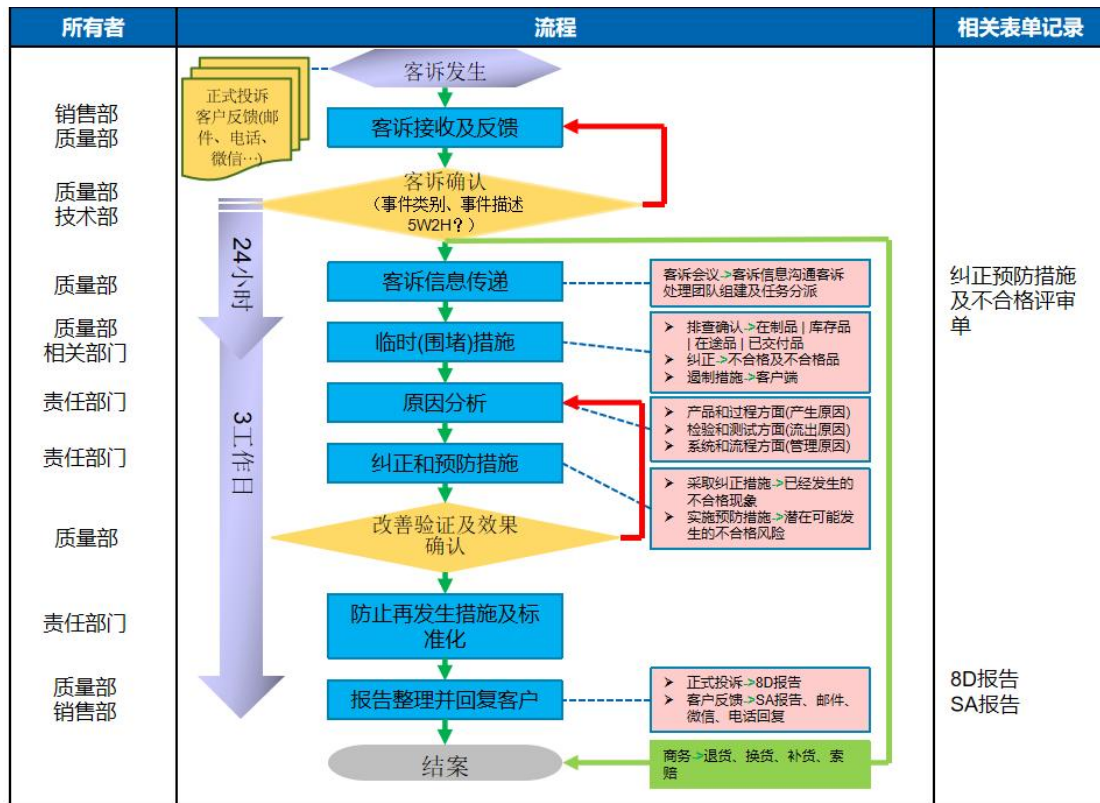 所有者
流程
相关表单记录
正式投诉
客户反馈(邮
件、电话、
微信…)
客诉发生
销售部
质量部
客诉接收及反馈
质量部
技术部
客诉确认
（事件类别、事件描述
5W2H？）
24小时
质量部
客诉信息传递
客诉会议->客诉信息沟通客诉
处理团队组建及任务分派
纠正预防措施
及不合格评审
单
质量部
相关部门
临时(围堵)措施
➤ 排查确认->在制品 | 库存品
| 在途品 | 已交付品
➤ 纠正->不合格及不合格品
➤ 遏制措施->客户端
3工作日
责任部门
原因分析
➤ 产品和过程方面(产生原因)
➤ 检验和测试方面(流出原因)
➤ 系统和流程方面(管理原因)
责任部门
纠正和预防措施
➤ 采取纠正措施->已经发生的
不合格现象
➤ 实施预防措施->潜在可能发
生的不合格风险
质量部
改善验证及效果
确认
责任部门
防止再发生措施及标
准化
质量部
销售部
报告整理并回复客户
➤ 正式投诉->8D报告
➤ 客户反馈->SA报告、邮件、
微信、电话回复
8D报告
SA报告
结案
商务->退货、换货、补货、索
赔